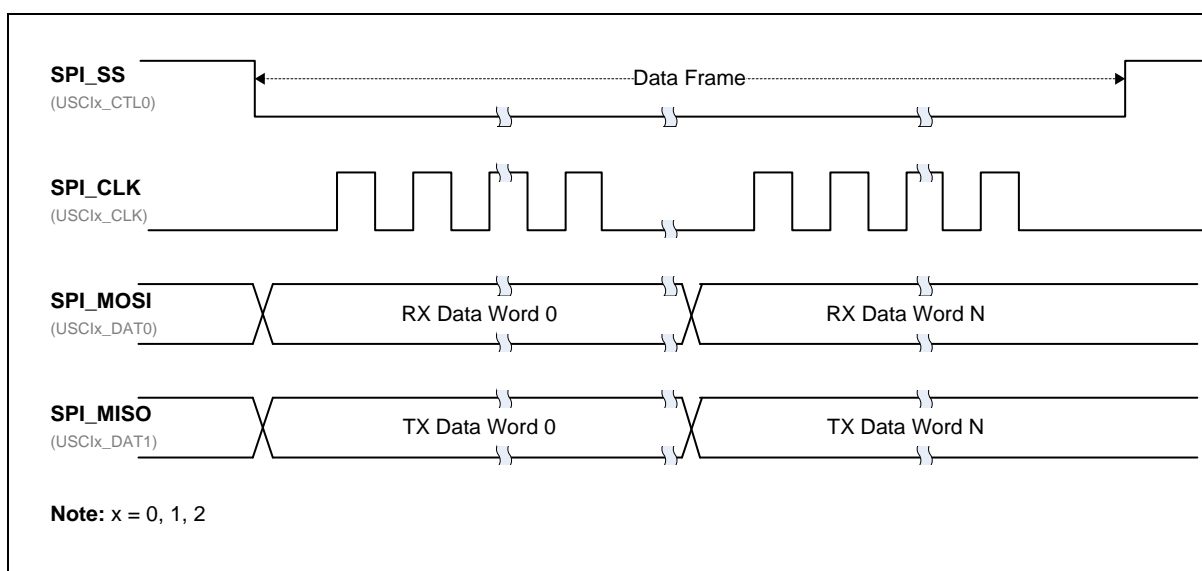 SPI_SS
(USCIx_CTL0)
Data Frame
SPI_CLK
(USCIx_CLK)
SPI_MOSI
(USCIx_DAT0)
RX Data Word 0
RX Data Word N
SPI_MISO
(USCIx_DAT1)
TX Data Word 0
TX Data Word N
Note: x = 0, 1, 2